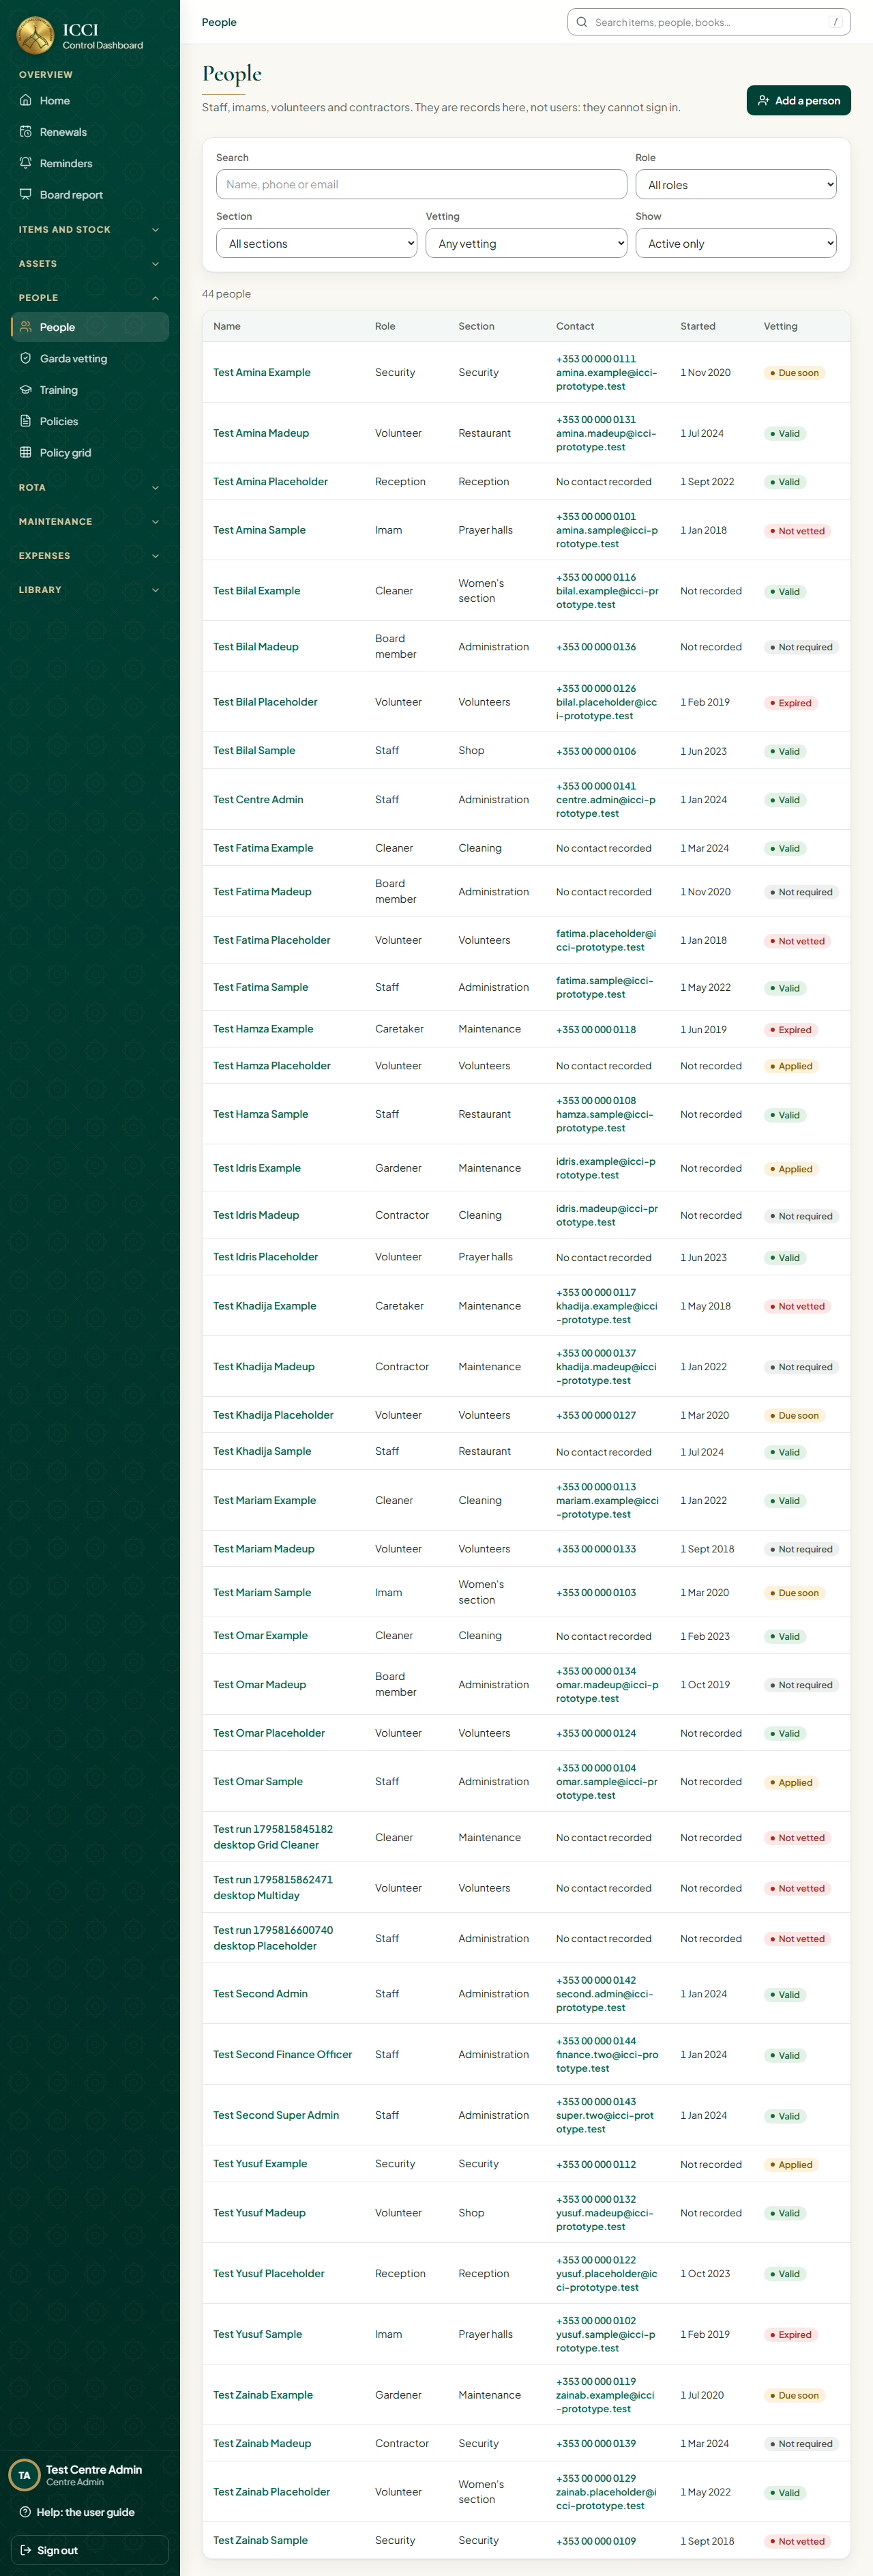 ICCI
Control Dashboard
OVERVIEW
Home
Renewals
Reminders
Board report
ITEMS AND STOCK
ASSETS
PEOPLE
People
Garda vetting
Training
Policies
Policy grid
ROTA
MAINTENANCE
EXPENSES
LIBRARY
TA
Test Centre Admin
Centre Admin
Help: the user guide
Sign out
People
Search items, people, books...
/
People
Staff, imams, volunteers and contractors. They are records here, not users: they cannot sign in.
Add a person
Search
Role
Name, phone or email
All roles
Section
Vetting
Show
All sections
Any vetting
Active only
44 people
Name Role Section Contact Started Vetting
Test Amina Example Security Security +353 00 000 0111 1 Nov 2020 Due soon
amina.example@icci-
prototype.test
Test Amina Madeup Volunteer Restaurant +353 00 000 0131 1 Jul 2024 Valid
amina.madeup@icci-
prototype.test
Test Amina Placeholder Reception Reception No contact recorded 1 Sept 2022 Valid
Test Amina Sample Imam Prayer halls +353 00 000 0101 1 Jan 2018 Not vetted
amina.sample@icci-p
rototype.test
Test Bilal Example Cleaner Women's +353 00 000 0116 Not recorded Valid
section bilal.example@icci-pr
ototype.test
Test Bilal Madeup Board Administration +353 00 000 0136 Not recorded Not required
member
Test Bilal Placeholder Volunteer Volunteers +353 00 000 0126 1 Feb 2019 Expired
bilal.placeholder@icc
i-prototype.test
Test Bilal Sample Staff Shop +353 00 000 0106 1 Jun 2023 Valid
Test Centre Admin Staff Administration +353 00 000 0141 1 Jan 2024 Valid
centre.admin@icci-p
rototype.test
Test Fatima Example Cleaner Cleaning No contact recorded 1 Mar 2024 Valid
Test Fatima Madeup Board Administration No contact recorded 1 Nov 2020 Not required
member
Test Fatima Placeholder Volunteer Volunteers fatima.placeholder@i 1 Jan 2018 Not vetted
cci-prototype.test
Test Fatima Sample Staff Administration fatima.sample@icci- 1 May 2022 Valid
prototype.test
Test Hamza Example Caretaker Maintenance +353 00 000 0118 1 Jun 2019 Expired
Test Hamza Placeholder Volunteer Volunteers No contact recorded Not recorded Applied
Test Hamza Sample Staff Restaurant +353 00 000 0108 Not recorded Valid
hamza.sample@icci-
prototype.test
Test Idris Example Gardener Maintenance idris.example@icci-p Not recorded Applied
rototype.test
Test Idris Madeup Contractor Cleaning idris.madeup@icci-pr Not recorded Not required
ototype.test
Test Idris Placeholder Volunteer Prayer halls No contact recorded 1 Jun 2023 Valid
Test Khadija Example Caretaker Maintenance +353 00 000 0117 1 May 2018 Not vetted
khadija.example@icci
-prototype.test
Test Khadija Madeup Contractor Maintenance +353 00 000 0137 1 Jan 2022 Not required
khadija.madeup@icci
-prototype.test
Test Khadija Placeholder Volunteer Volunteers +353 00 000 0127 1 Mar 2020 Due soon
Test Khadija Sample Staff Restaurant No contact recorded 1 Jul 2024 Valid
Test Mariam Example Cleaner Cleaning +353 00 000 0113 1 Jan 2022 Valid
mariam.example@icci
-prototype.test
Test Mariam Madeup Volunteer Volunteers +353 00 000 0133 1 Sept 2018 Not required
Test Mariam Sample Imam Women's +353 00 000 0103 1 Mar 2020 Due soon
section
Test Omar Example Cleaner Cleaning No contact recorded 1 Feb 2023 Valid
Test Omar Madeup Board Administration +353 00 000 0134 1 Oct 2019 Not required
member omar.madeup@icci-p
rototype.test
Test Omar Placeholder Volunteer Volunteers +353 00 000 0124 Not recorded Valid
Test Omar Sample Staff Administration +353 00 000 0104 Not recorded Applied
omar.sample@icci-pr
ototype.test
Test run 1795815845182 Cleaner Maintenance No contact recorded Not recorded Not vetted
desktop Grid Cleaner
Test run 1795815862471 Volunteer Volunteers No contact recorded Not recorded Not vetted
desktop Multiday
Test run 1795816600740 Staff Administration No contact recorded Not recorded Not vetted
desktop Placeholder
Test Second Admin Staff Administration +353 00 000 0142 1 Jan 2024 Valid
second.admin@icci-
prototype.test
Test Second Finance Officer Staff Administration +353 00 000 0144 1 Jan 2024 Valid
finance.two@icci-pro
totype.test
Test Second Super Admin Staff Administration +353 00 000 0143 1 Jan 2024 Valid
super.two@icci-prot
otype.test
Test Yusuf Example Security Security +353 00 000 0112 Not recorded Applied
Test Yusuf Madeup Volunteer Shop +353 00 000 0132 Not recorded Valid
yusuf.madeup@icci-
prototype.test
Test Yusuf Placeholder Reception Reception +353 00 000 0122 1 Oct 2023 Valid
yusuf.placeholder@ic
ci-prototype.test
Test Yusuf Sample Imam Prayer halls +353 00 000 0102 1 Feb 2019 Expired
yusuf.sample@icci-p
rototype.test
Test Zainab Example Gardener Maintenance +353 00 000 0119 1 Jul 2020 Due soon
zainab.example@icci
-prototype.test
Test Zainab Madeup Contractor Security +353 00 000 0139 1 Mar 2024 Not required
Test Zainab Placeholder Volunteer Women's +353 00 000 0129 1 May 2022 Valid
section zainab.placeholder@i
cci-prototype.test
Test Zainab Sample Security Security +353 00 000 0109 1 Sept 2018 Not vetted